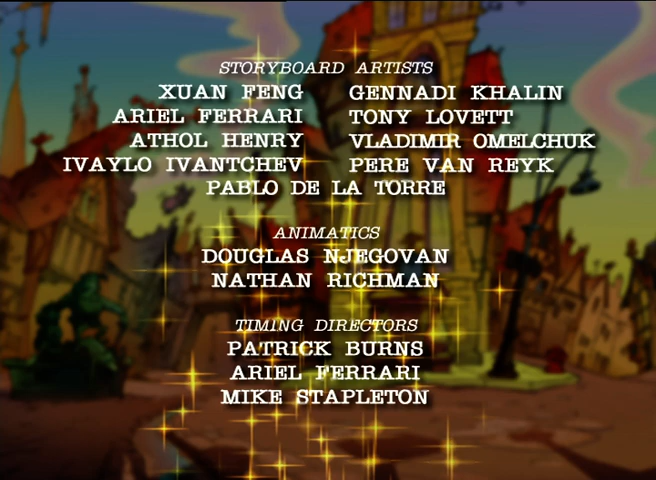 STORYBOARD ARTISTS
XUAN FENG GENNADI KHALIN
ARIEL FERRARI TONY LOVETT
ATHOL HENRY VLADIMIR OMELCHUK
IVAYLO IVANTCHEV PERE VAN REYK
PABLO DE LA TORRE
ANIMATICS
DOUGLAS NJEGOVAN
NATHAN RICHMAN
TIMING DIRECTORS
PATRICK BURNS
ARIEL FERRARI
MIKE STAPLETON